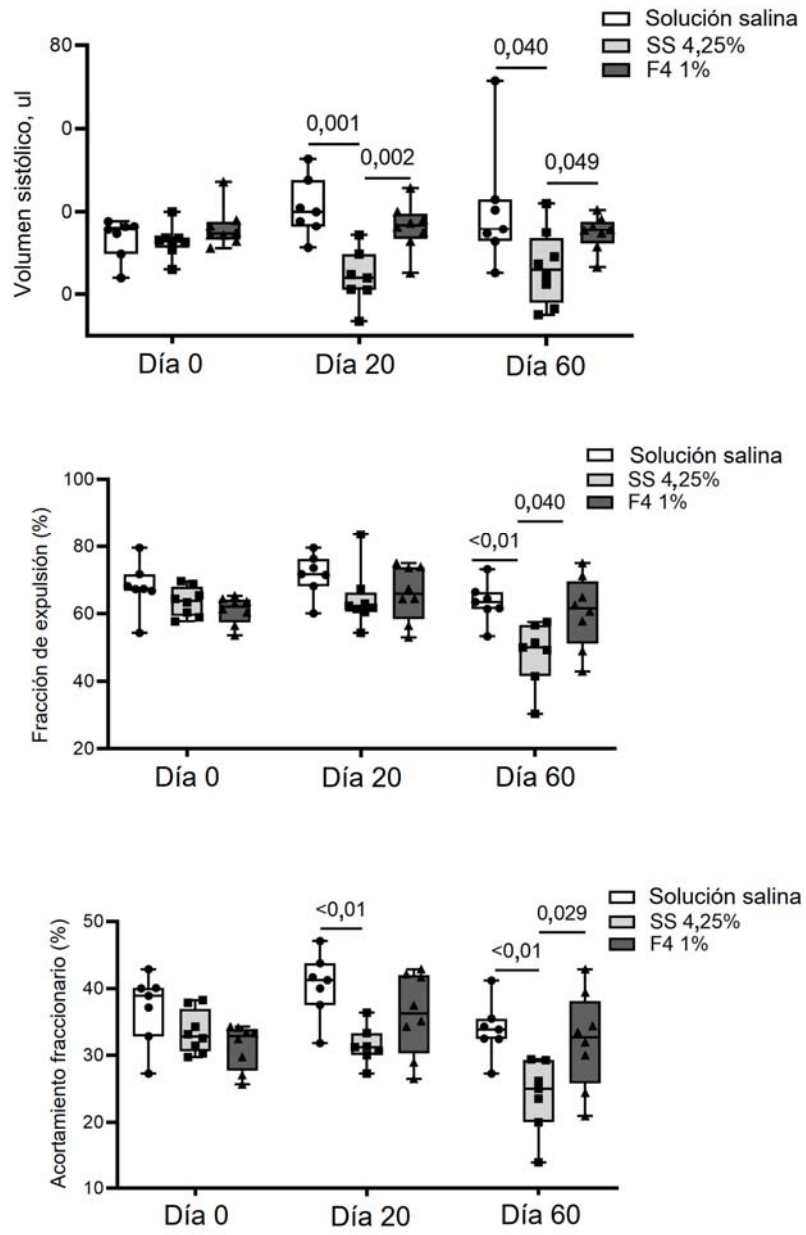 Solución salina
SS 4,25%
F4 1%
80
0
0
0
Volumen sistólico, ul
0,001
0,002
0,040
0,049
Día 0
Día 20
Día 60
Solución salina
SS 4,25%
F4 1%
100
80
60
40
20
Fracción de expulsión (%)
<0,01
0,040
Día 0
Día 20
Día 60
Solución salina
SS 4,25%
F4 1%
50
40
30
20
10
Acortamiento fraccionario (%)
<0,01
<0,01
0,029
Día 0
Día 20
Día 60